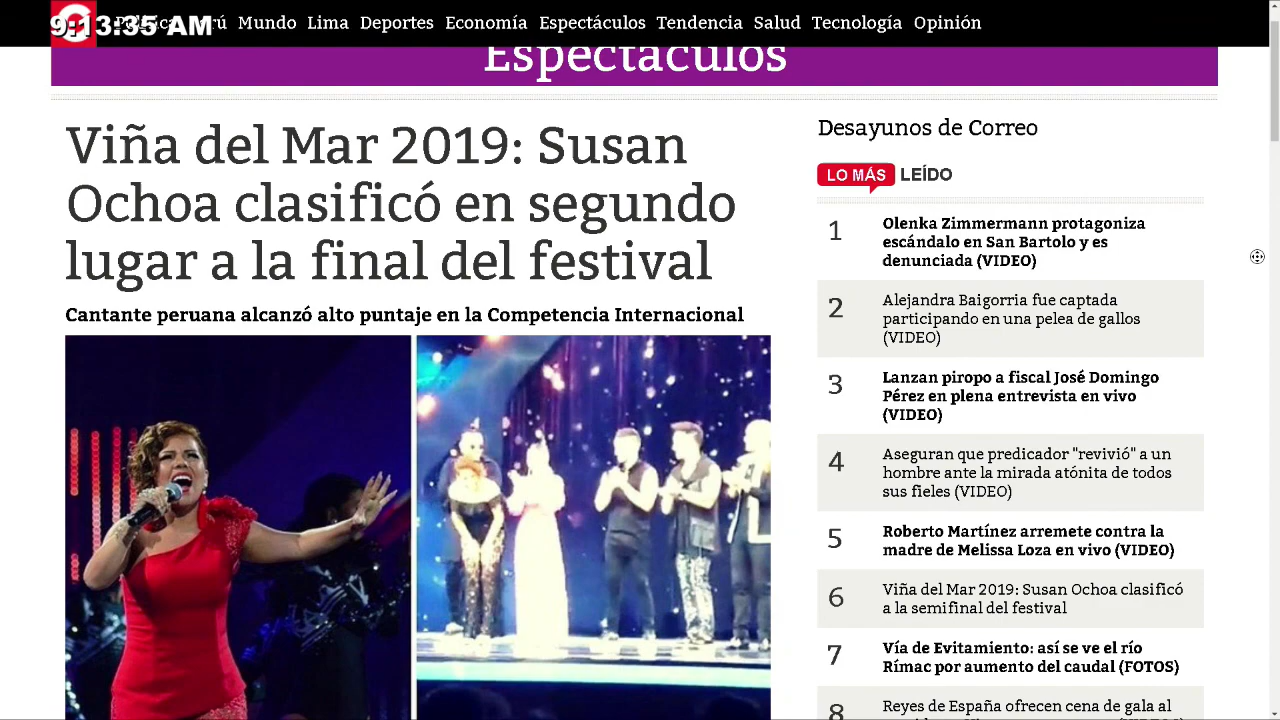 9:13:35 AM
Mundo Lima Deportes Economía Espectáculos Tendencia Salud Tecnología Opinión
Espectáculos
Viña del Mar 2019: Susan
Ochoa clasificó en segundo
lugar a la final del festival
Cantante peruana alcanzó alto puntaje en la Competencia Internacional
Desayunos de Correo
LO MÁS LEÍDO
1
Olenka Zimmermann protagoniza
escándalo en San Bartolo y es
denunciada (VIDEO)
2
Alejandra Baigorria fue captada
participando en una pelea de gallos
(VIDEO)
3
Lanzan piropo a fiscal José Domingo
Pérez en plena entrevista en vivo
(VIDEO)
4
Aseguran que predicador "revivió" a un
hombre ante la mirada atónita de todos
sus fieles (VIDEO)
5
Roberto Martínez arremete contra la
madre de Melissa Loza en vivo (VIDEO)
6
Viña del Mar 2019: Susan Ochoa clasificó
a la semifinal del festival
7
Vía de Evitamiento: así se ve el río
Rímac por aumento del caudal (FOTOS)
8
Reyes de España ofrecen cena de gala al